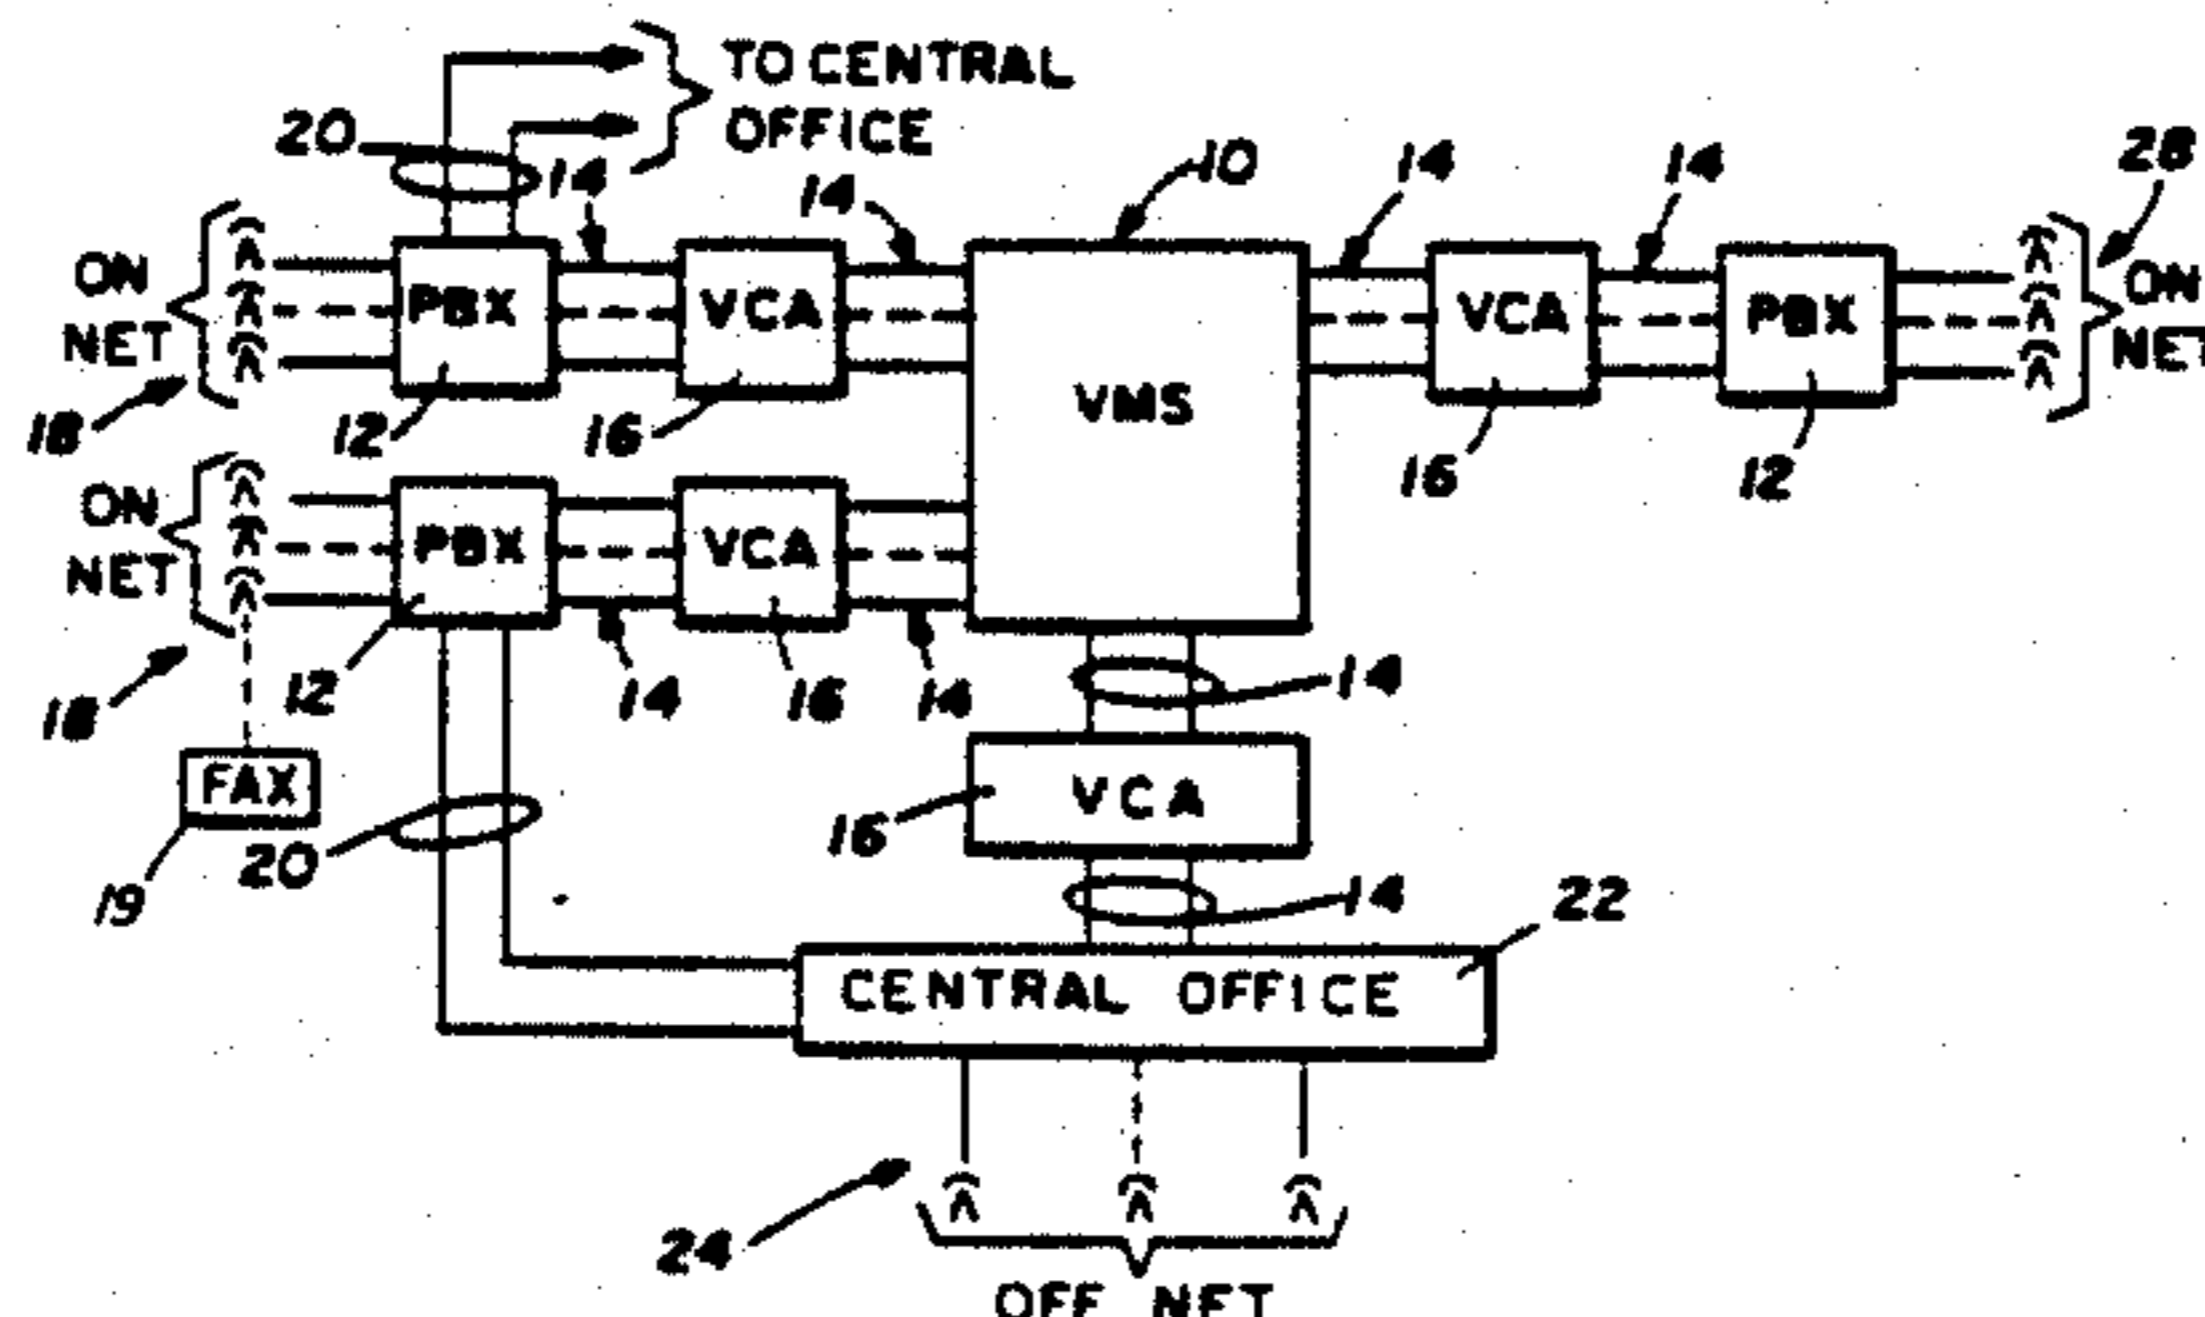 TO CENTRAL
OFFICE
20
14
14
10
14
14
28
ON
NET
PBX
VCA
VMS
VCA
PBX
ON
NET
18
12
16
16
12
ON
NET
PBX
VCA
18
12
14
16
14
14
FAX
19
20
16
VCA
14
22
CENTRAL OFFICE
24
OFF NET